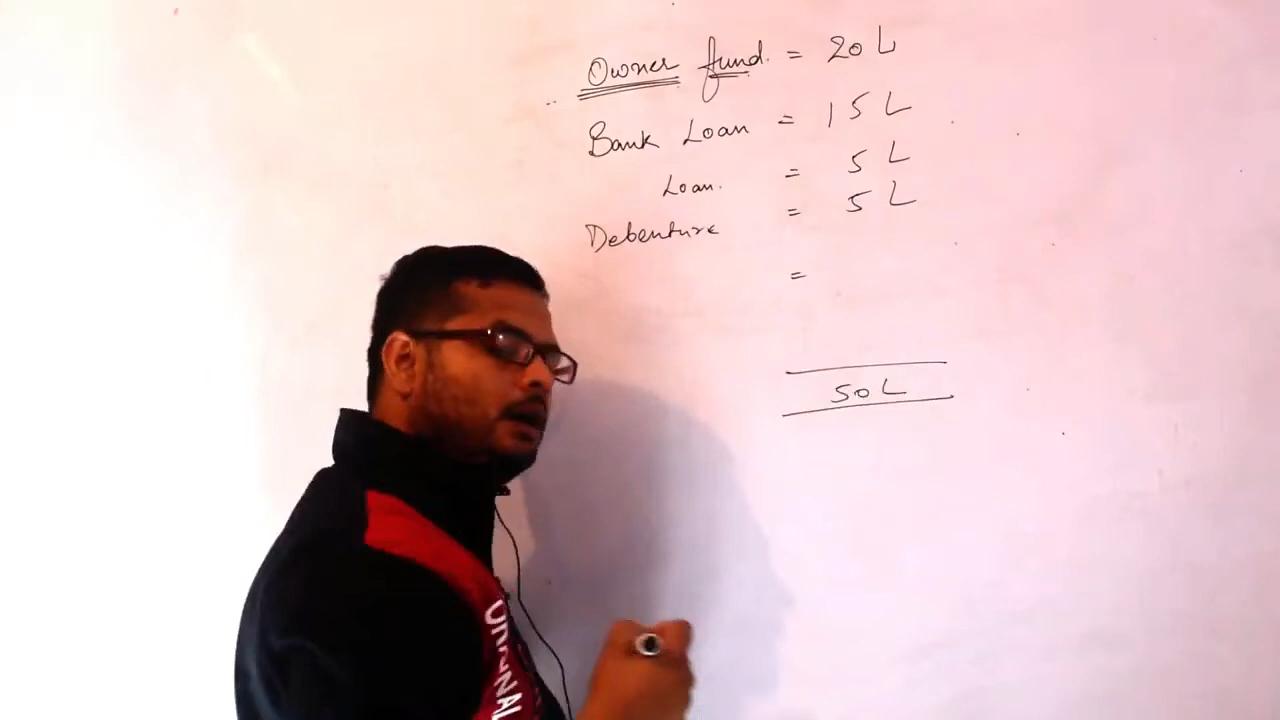 Owner fund. = 20 L
Bank Loan = 15 L
Loan. = 5 L
Debenture = 5 L
=
50 L